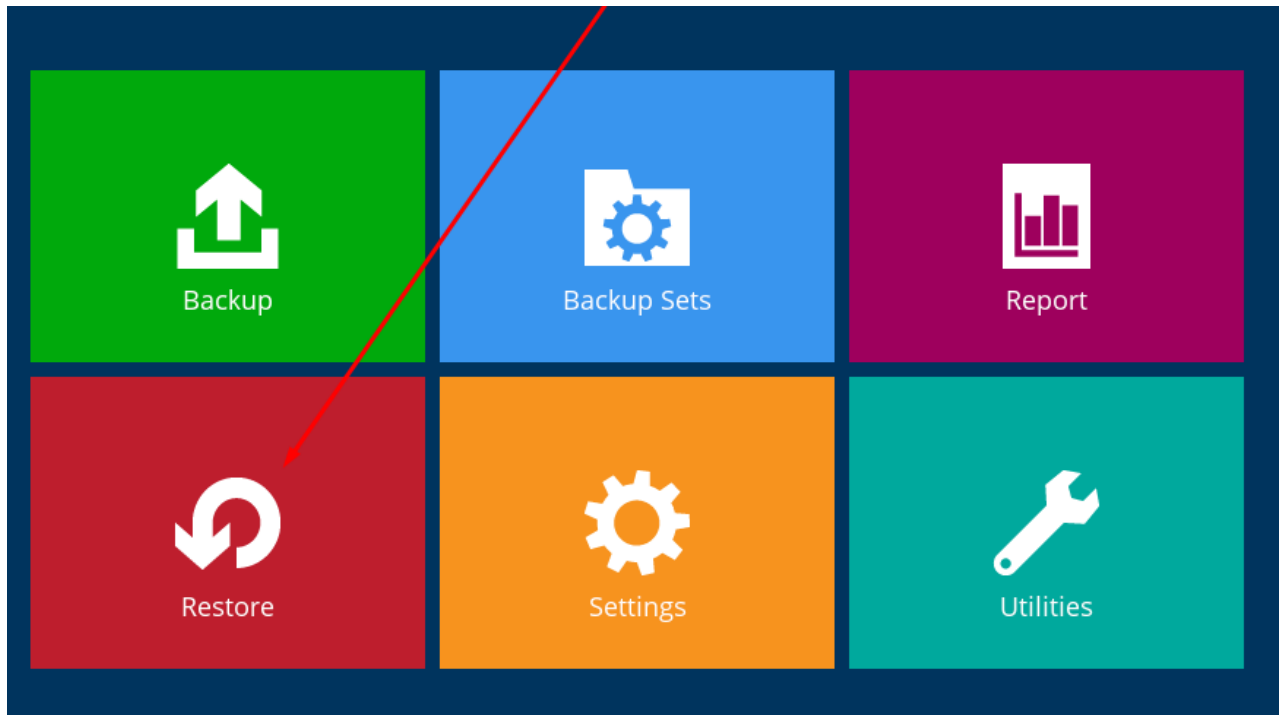 Backup
Backup Sets
Report
Restore
Settings
Utilities